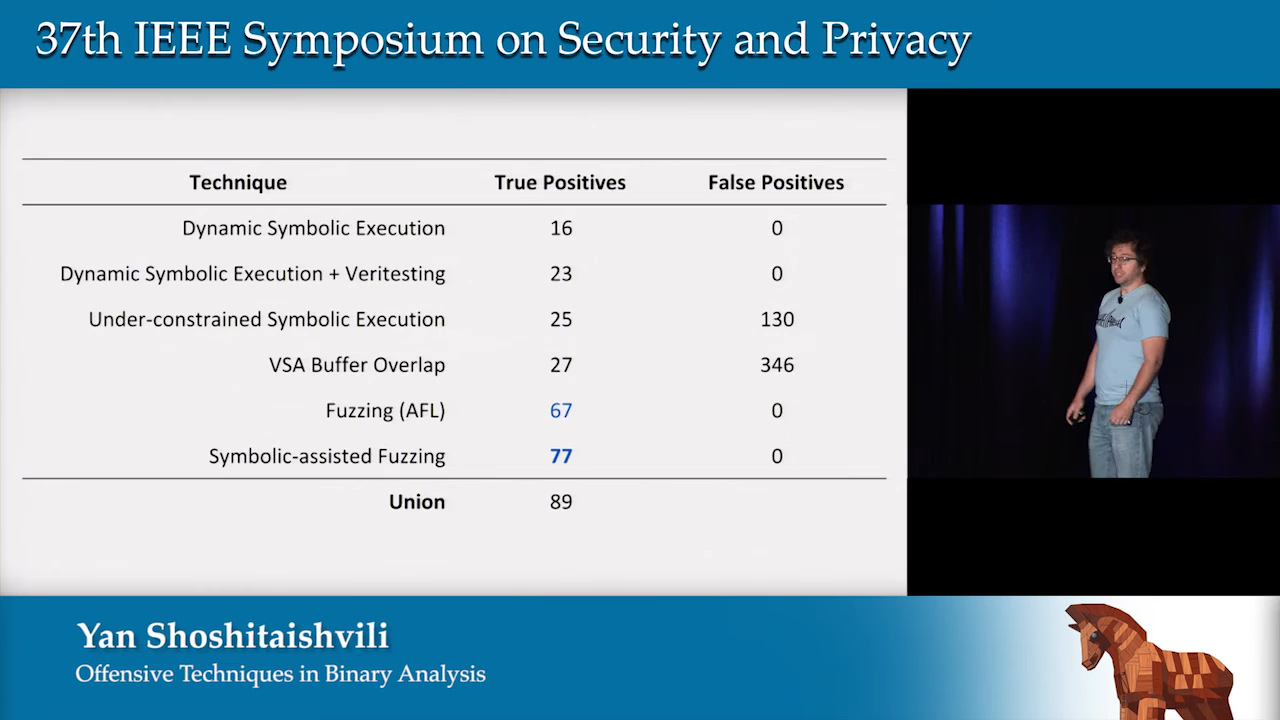 37th IEEE Symposium on Security and Privacy
Technique True Positives False Positives
Dynamic Symbolic Execution 16 0
Dynamic Symbolic Execution + Veritesting 23 0
Under-constrained Symbolic Execution 25 130
VSA Buffer Overlap 27 346
Fuzzing (AFL) 67 0
Symbolic-assisted Fuzzing 77 0
Union 89
Yan Shoshitaishvili
Offensive Techniques in Binary Analysis